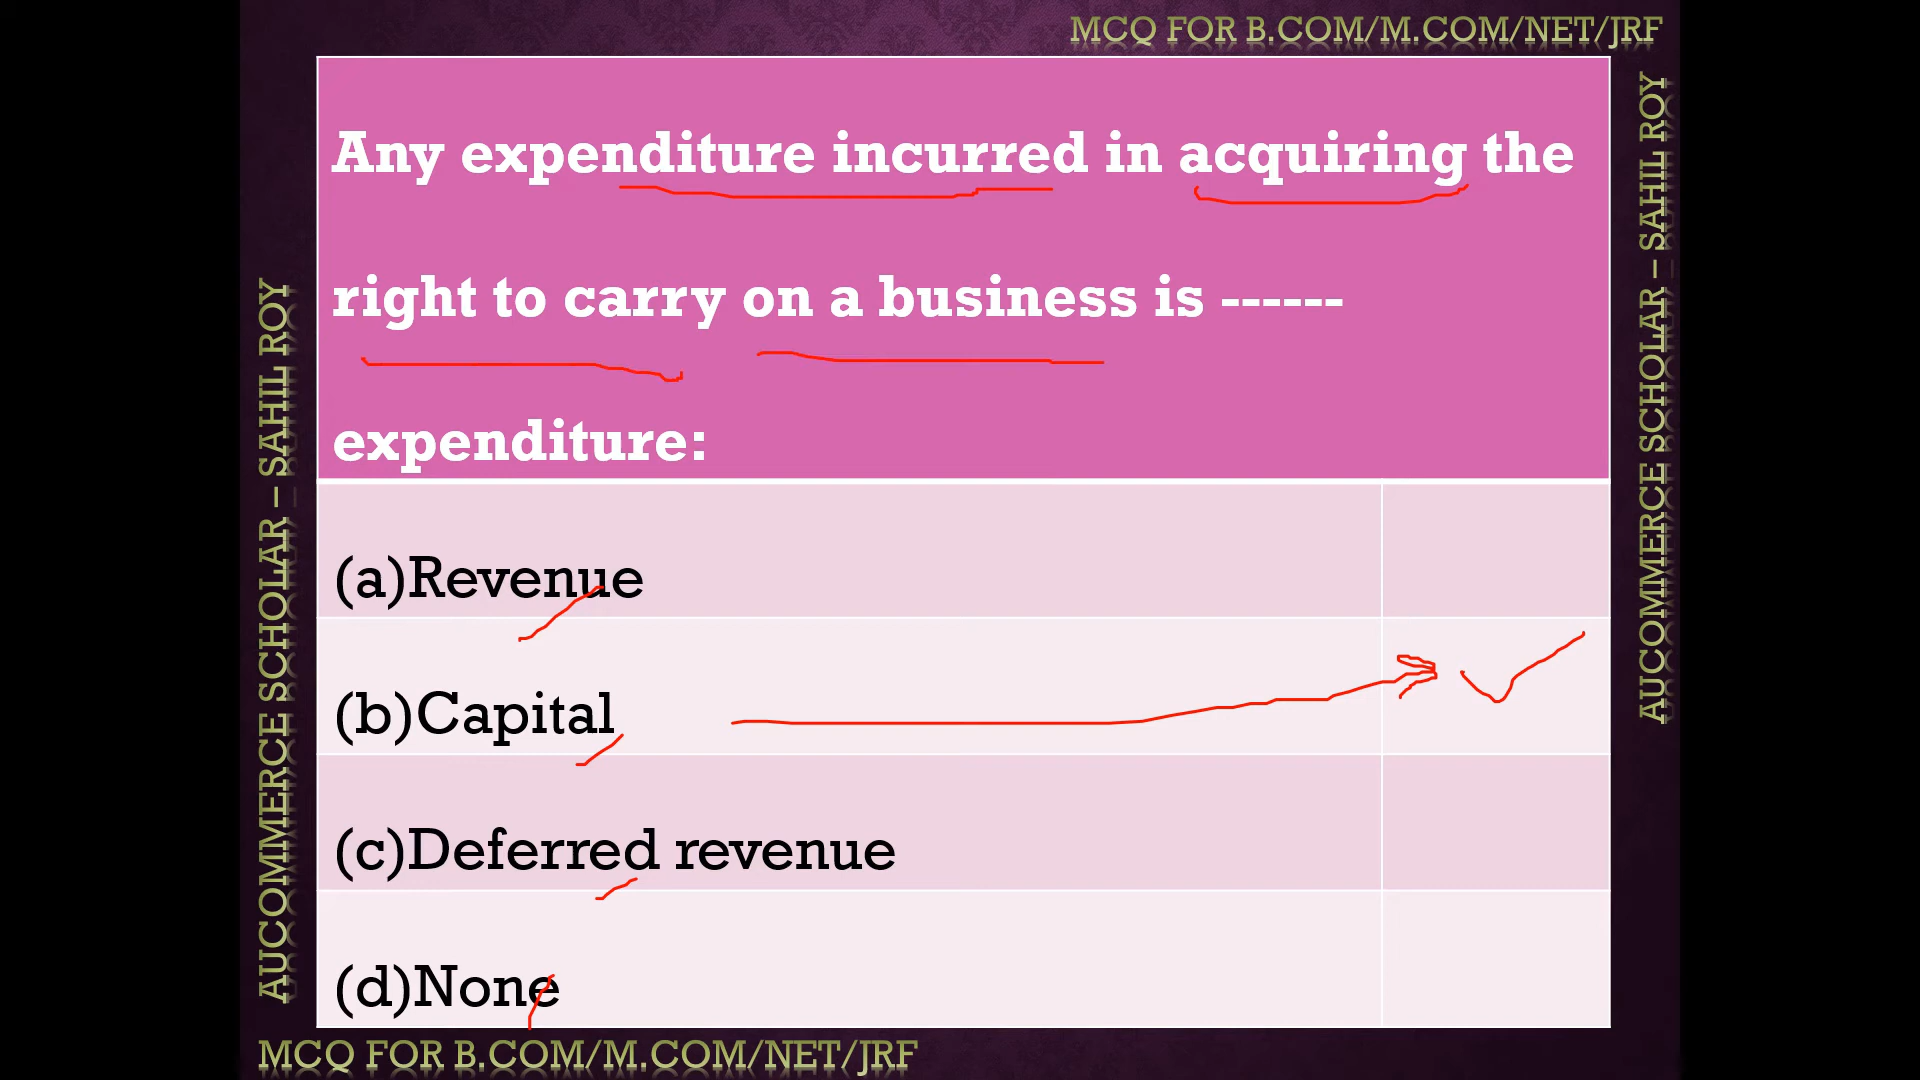 MCQ FOR B.COM/M.COM/NET/JRF
Any expenditure incurred in acquiring the
right to carry on a business is ------
expenditure:
(a)Revenue
(b)Capital
(c)Deferred revenue
(d)None
AUCOMMERCE SCHOLAR – SAHIL ROY
AUCOMMERCE SCHOLAR – SAHIL ROY
MCQ FOR B.COM/M.COM/NET/JRF